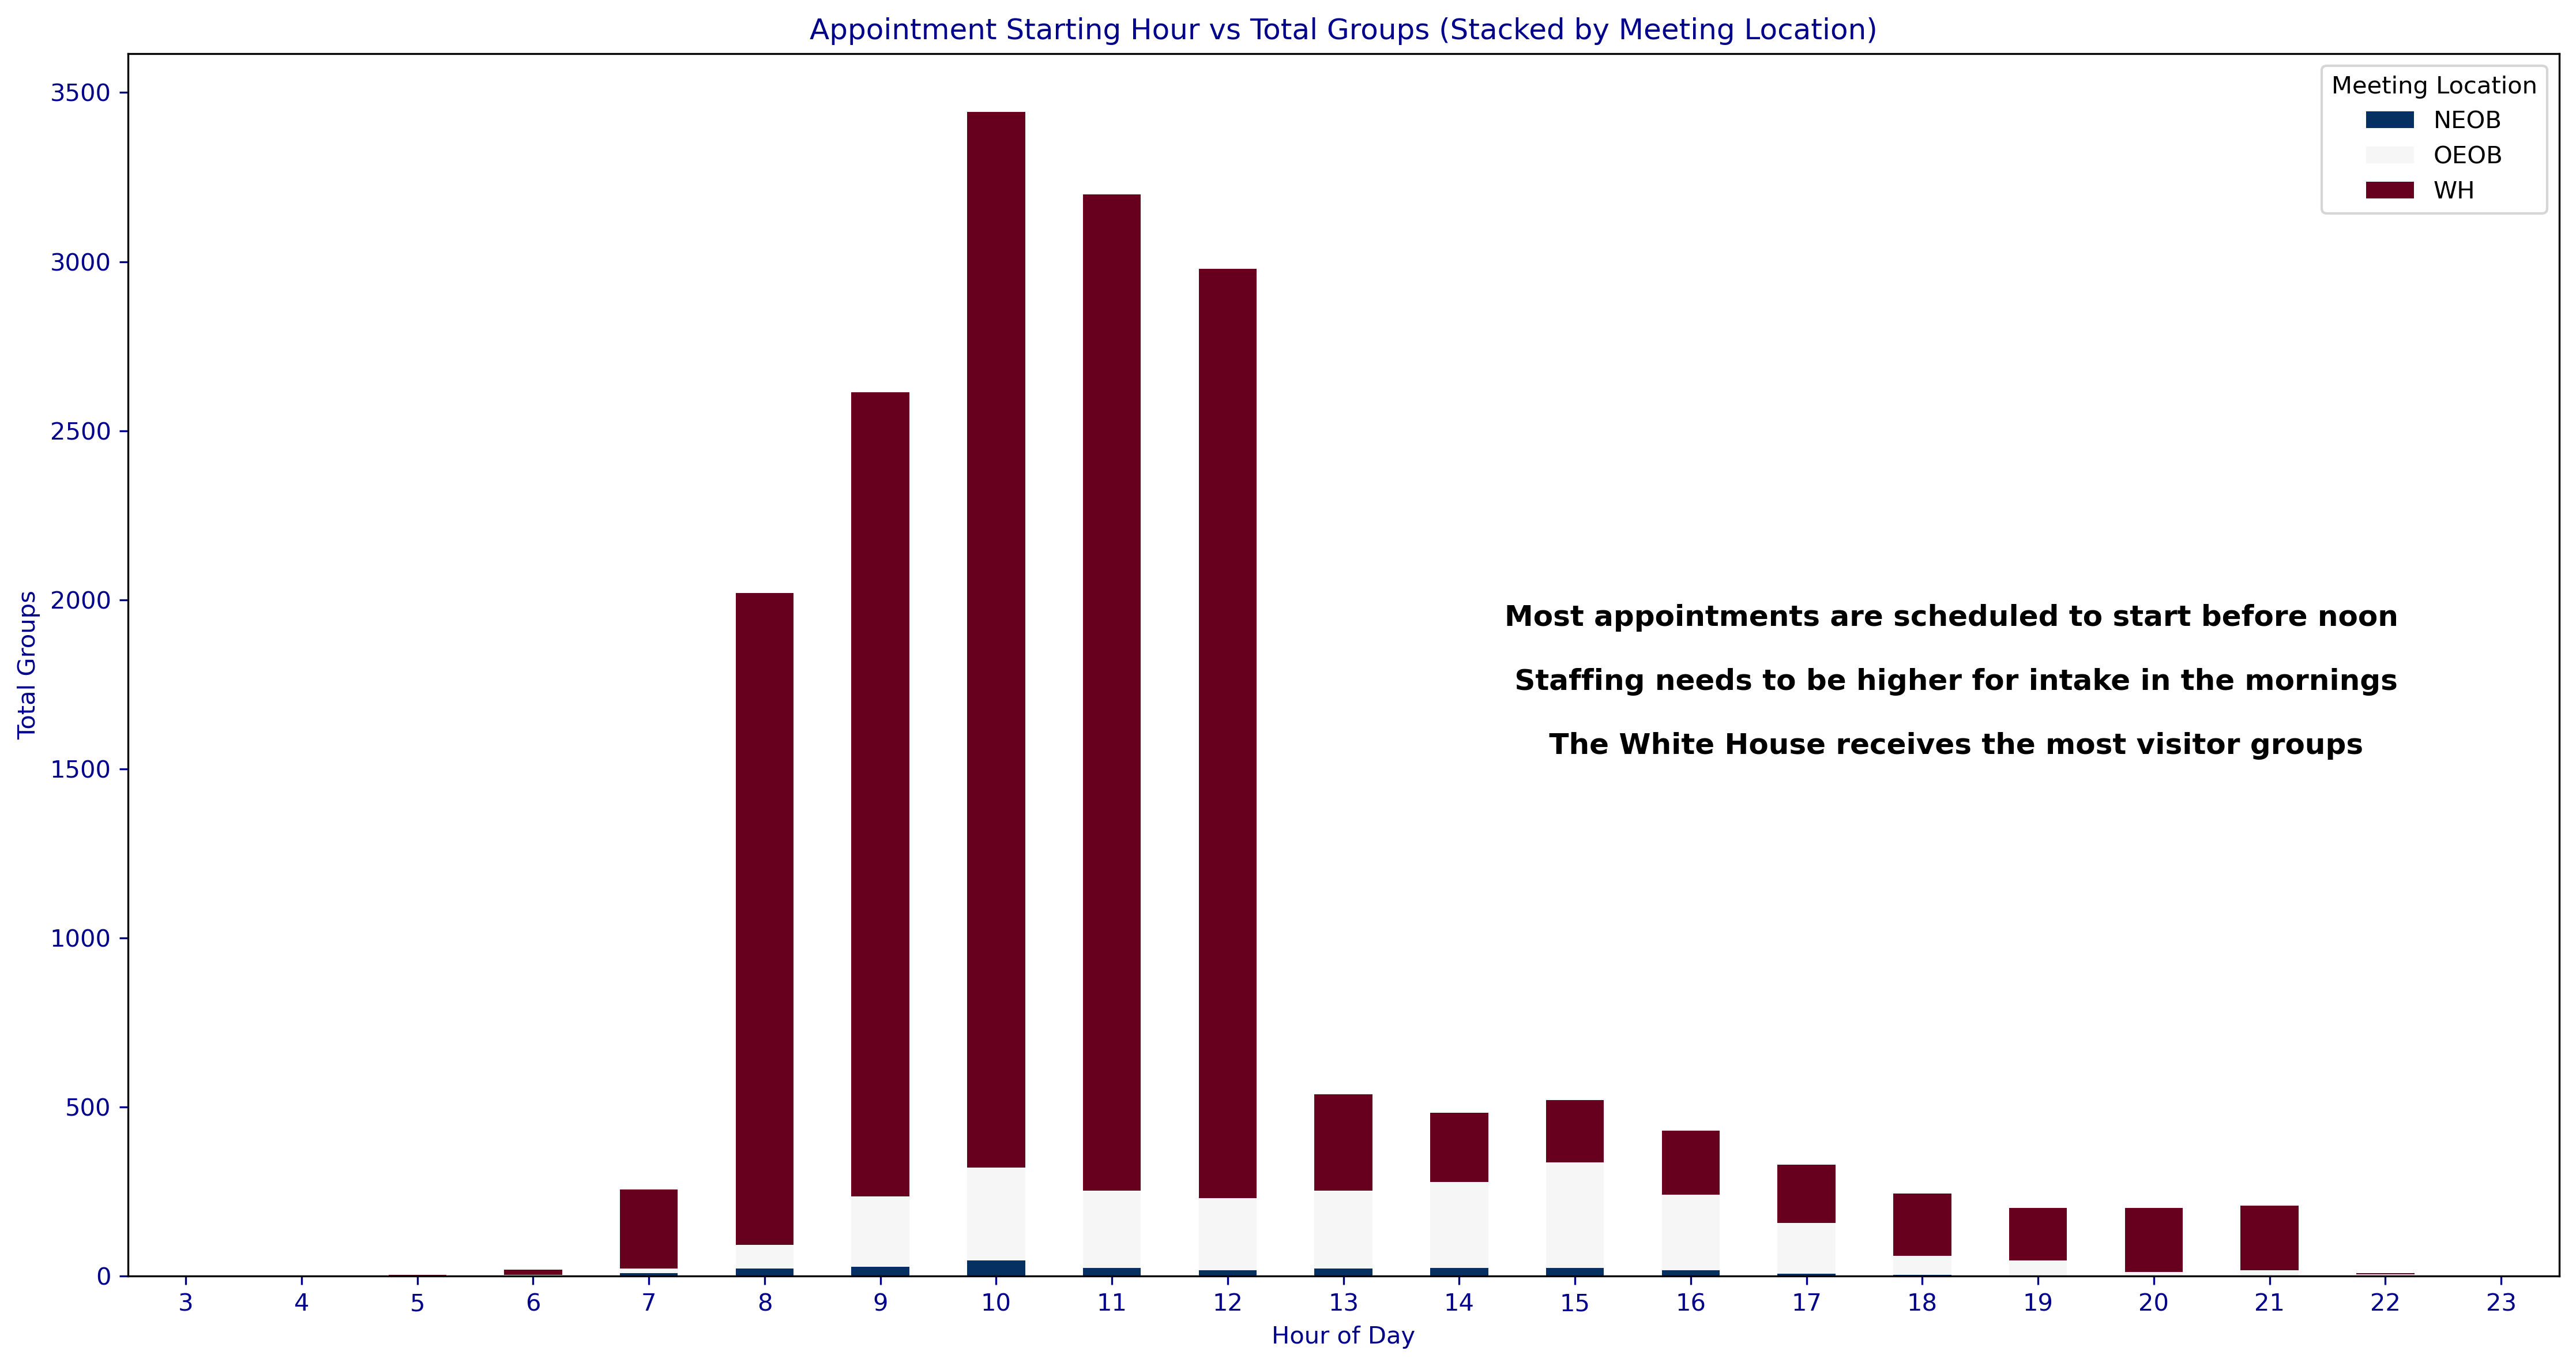 Appointment Starting Hour vs Total Groups (Stacked by Meeting Location)
Meeting Location
NEOB
OEOB
WH
3500
3000
2500
2000
1500
1000
500
0
Total Groups
Most appointments are scheduled to start before noon
Staffing needs to be higher for intake in the mornings
The White House receives the most visitor groups
3 4 5 6 7 8 9 10 11 12 13 14 15 16 17 18 19 20 21 22 23
Hour of Day